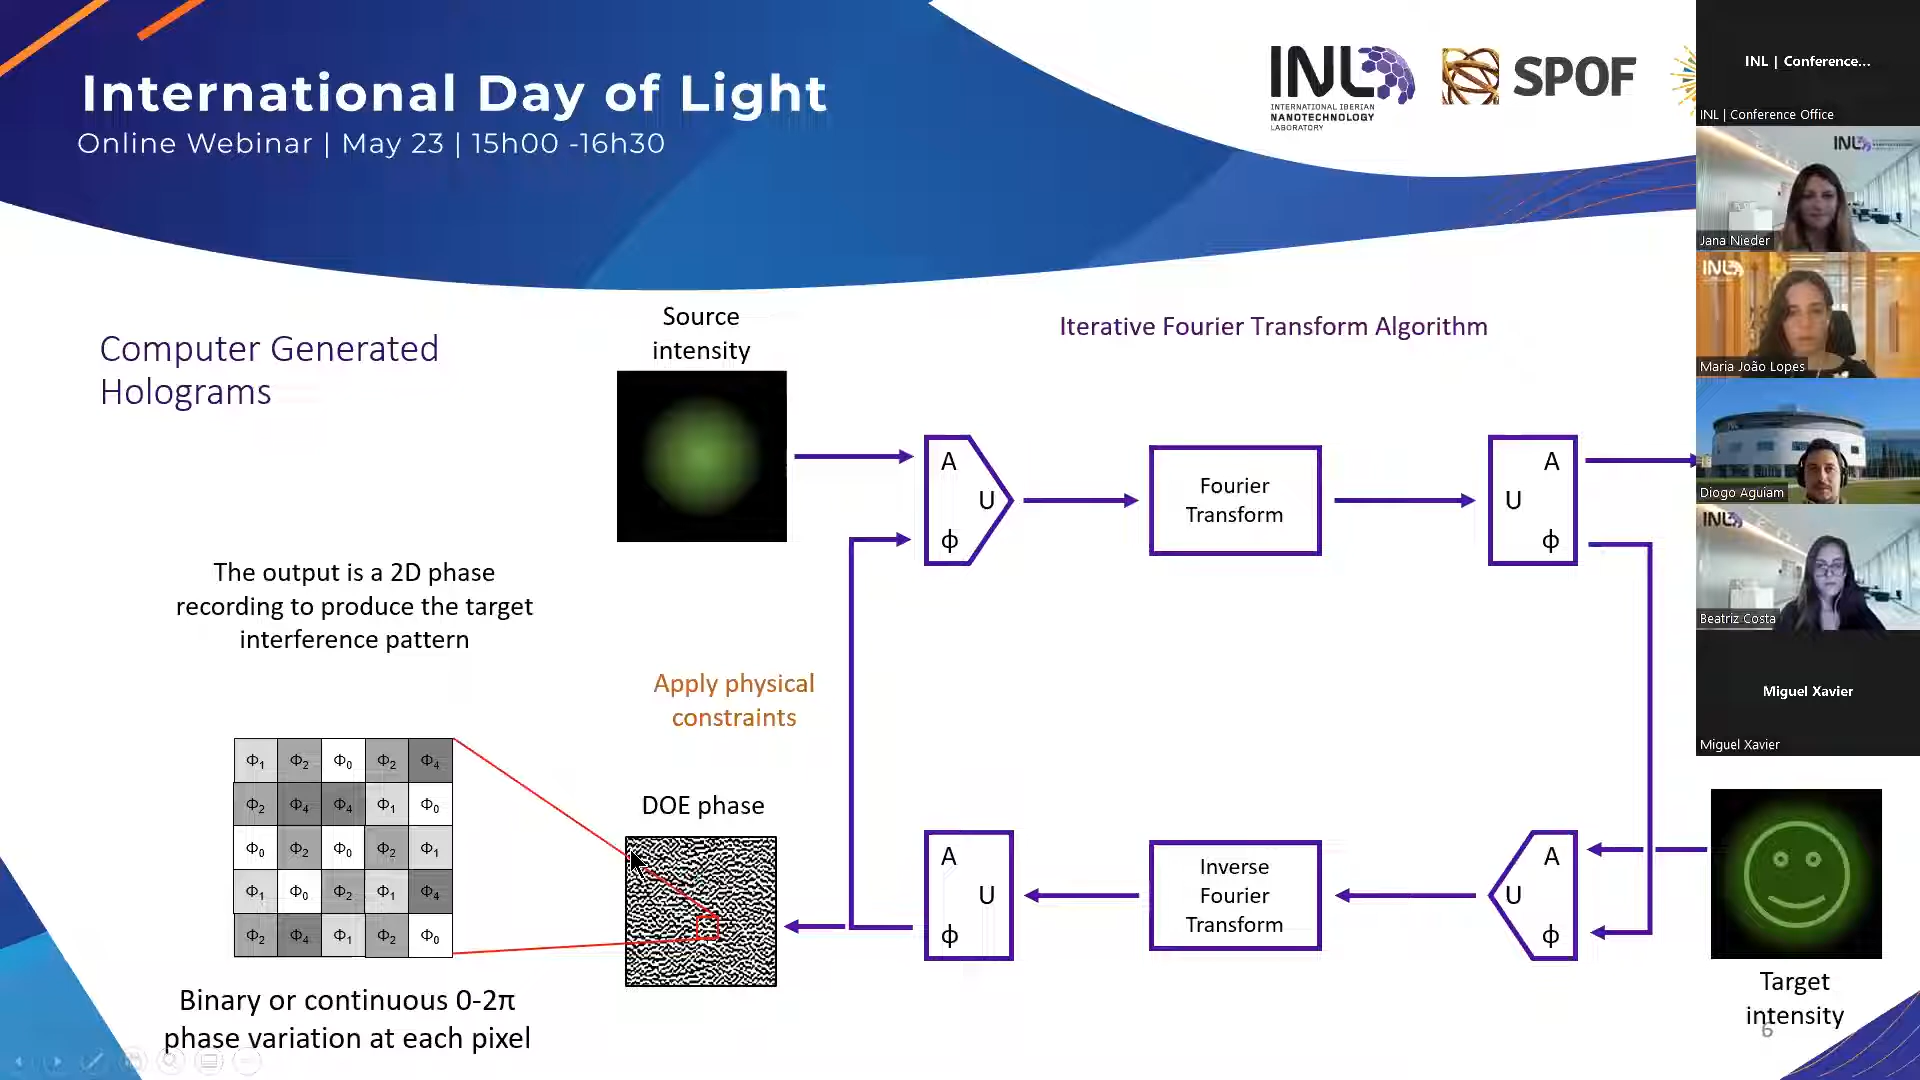 International Day of Light
Online Webinar | May 23 | 15h00 -16h30
INL
INTERNATIONAL IBERIAN
NANOTECHNOLOGY
LABORATORY
SPOF
INL | Conference...
INL | Conference Office
INL
Jana Nieder
INL
Maria João Lopes
Diogo Aguiam
INL
Beatriz Costa
Miguel Xavier
Miguel Xavier
Computer Generated
Holograms
Source
intensity
Iterative Fourier Transform Algorithm
A
U
ϕ
Fourier
Transform
A
U
ϕ
The output is a 2D phase
recording to produce the target
interference pattern
Apply physical
constraints
Φ1 Φ2 Φ0 Φ2 Φ4
Φ2 Φ4 Φ4 Φ1 Φ0
Φ0 Φ2 Φ0 Φ2 Φ1
Φ1 Φ0 Φ2 Φ1 Φ4
Φ2 Φ4 Φ1 Φ2 Φ0
Binary or continuous 0-2π
phase variation at each pixel
DOE phase
A
U
ϕ
Inverse
Fourier
Transform
A
U
ϕ
Target
intensity
6